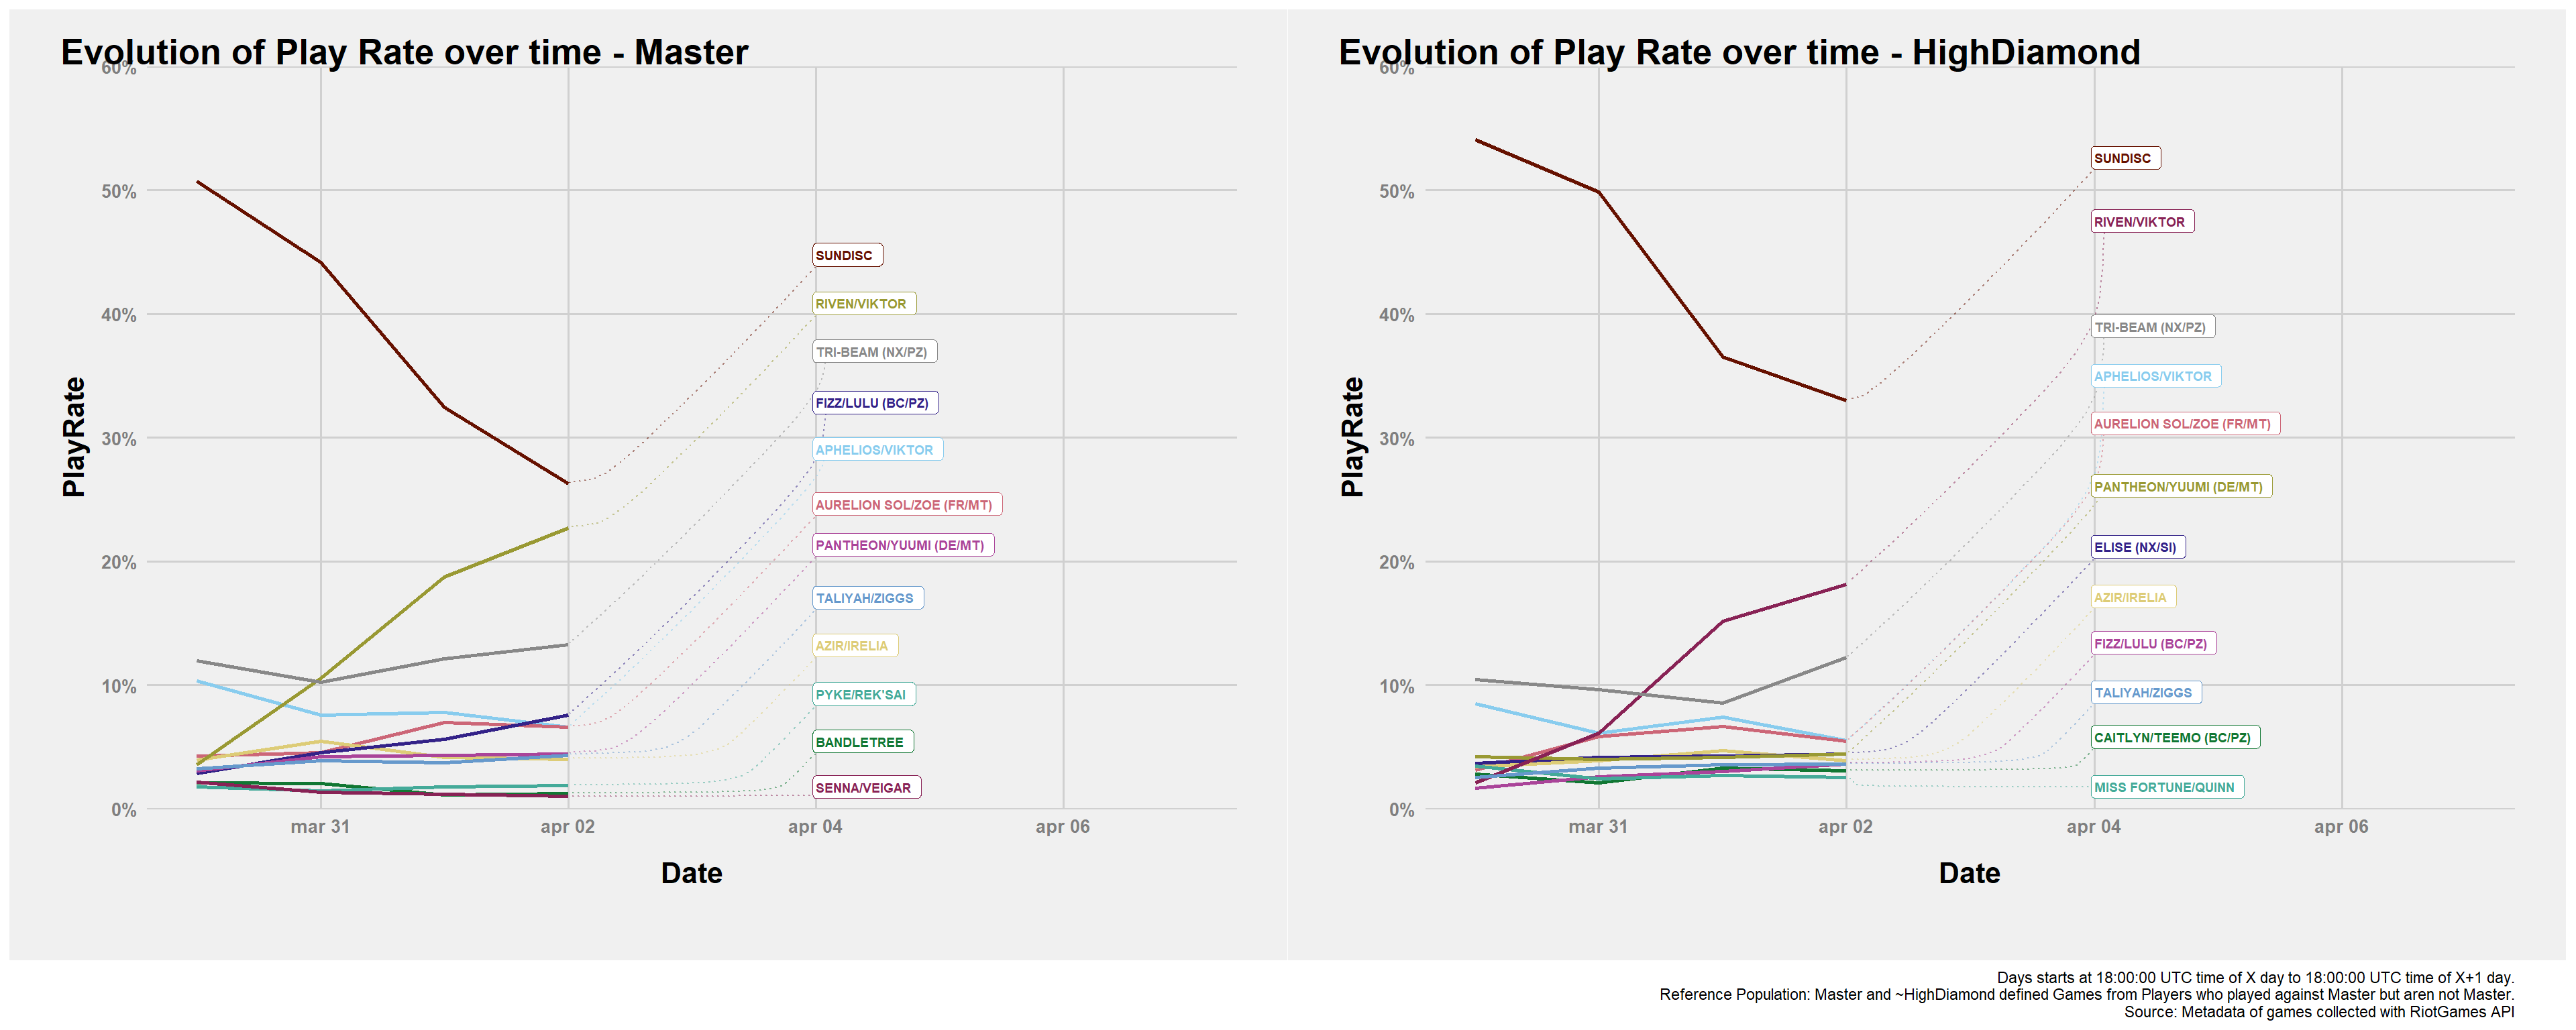 Evolution of Play Rate over time - Master
60%
50%
40%
30%
20%
10%
0%
PlayRate
mar 31
apr 02
apr 04
apr 06
Date
SUNDISC
RIVEN/VIKTOR
TRI-BEAM (NX/PZ)
FIZZ/LULU (BC/PZ)
APHELIOS/VIKTOR
AURELION SOL/ZOE (FR/MT)
PANTHEON/YUUMI (DE/MT)
TALIYAH/ZIGGS
AZIR/IRELIA
PYKE/REK'SAI
BANDLETREE
SENNA/VEIGAR
Evolution of Play Rate over time - HighDiamond
60%
50%
40%
30%
20%
10%
0%
PlayRate
mar 31
apr 02
apr 04
apr 06
Date
SUNDISC
RIVEN/VIKTOR
TRI-BEAM (NX/PZ)
APHELIOS/VIKTOR
AURELION SOL/ZOE (FR/MT)
PANTHEON/YUUMI (DE/MT)
ELISE (NX/SI)
AZIR/IRELIA
FIZZ/LULU (BC/PZ)
TALIYAH/ZIGGS
CAITLYN/TEEMO (BC/PZ)
MISS FORTUNE/QUINN
Days starts at 18:00:00 UTC time of X day to 18:00:00 UTC time of X+1 day.
Reference Population: Master and ~HighDiamond defined Games from Players who played against Master but aren not Master.
Source: Metadata of games collected with RiotGames API